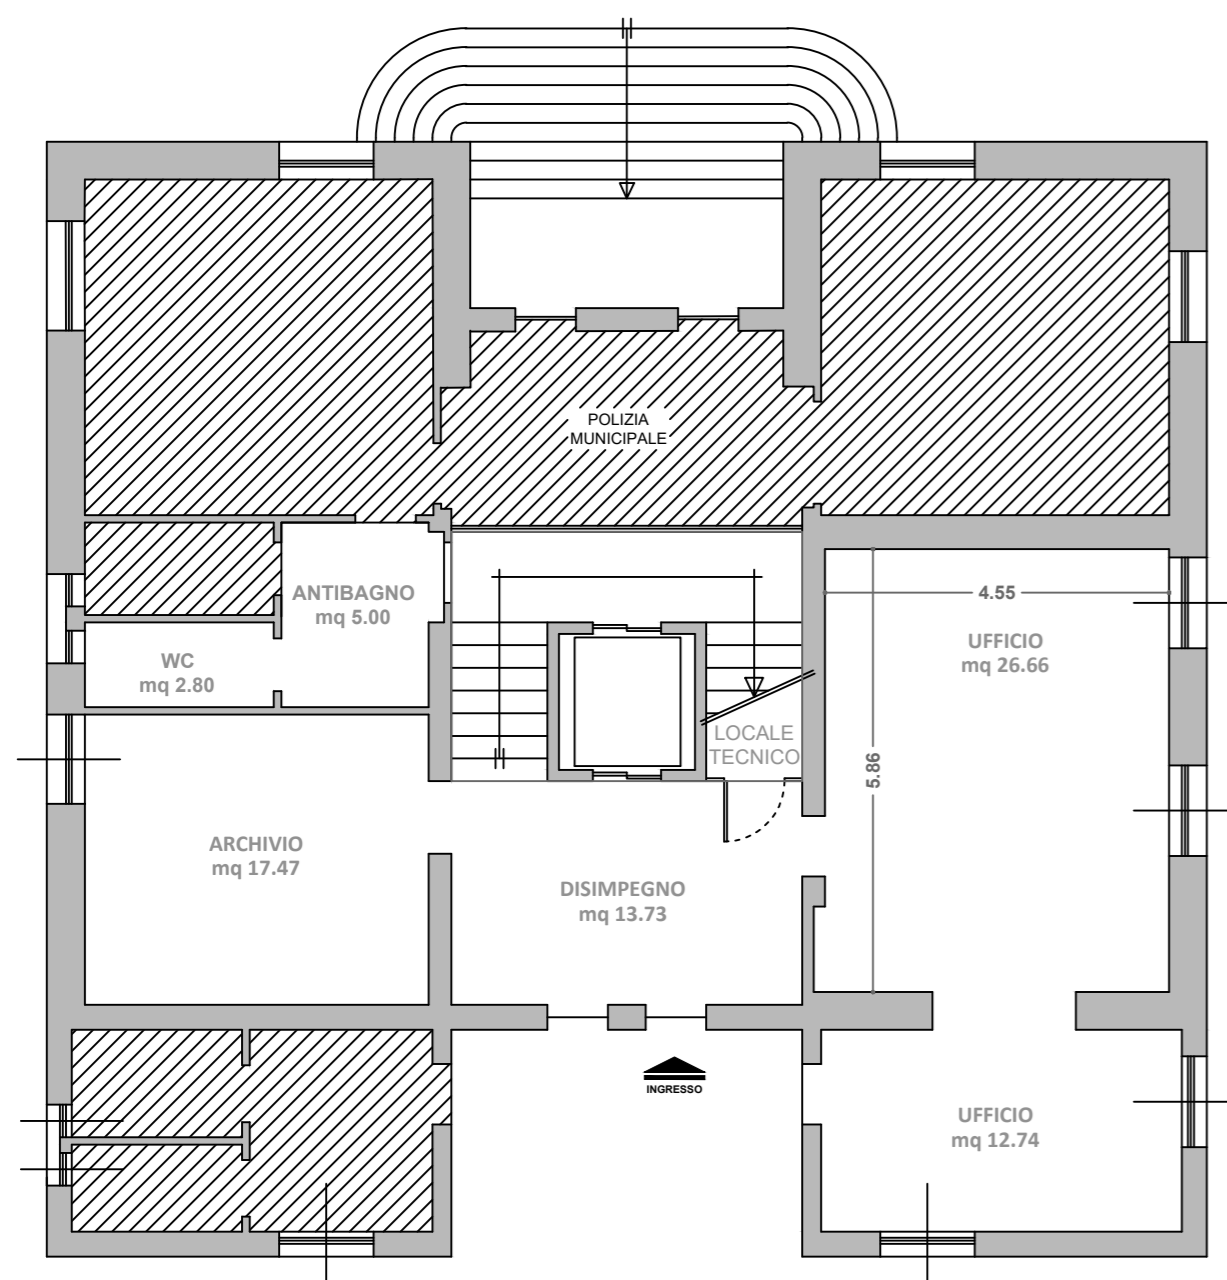 POLIZIA
MUNICIPALE
ANTIBAGNO
mq 5.00
4.55
UFFICIO
mq 26.66
WC
mq 2.80
LOCALE
TECNICO
5.86
ARCHIVIO
mq 17.47
DISIMPEGNO
mq 13.73
INGRESSO
UFFICIO
mq 12.74